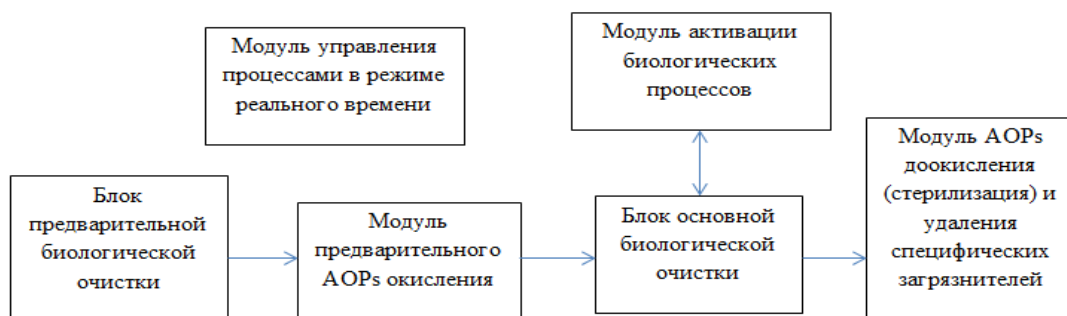 Модуль управления
процессами в режиме
реального времени
Модуль активации
биологических
процессов
Блок
предварительной
биологической
очистки
Модуль
предварительного
AOPs окисления
Блок основной
биологической
очистки
Модуль AOPs
доокисления
(стерилизация) и
удаления
специфических
загрязнителей